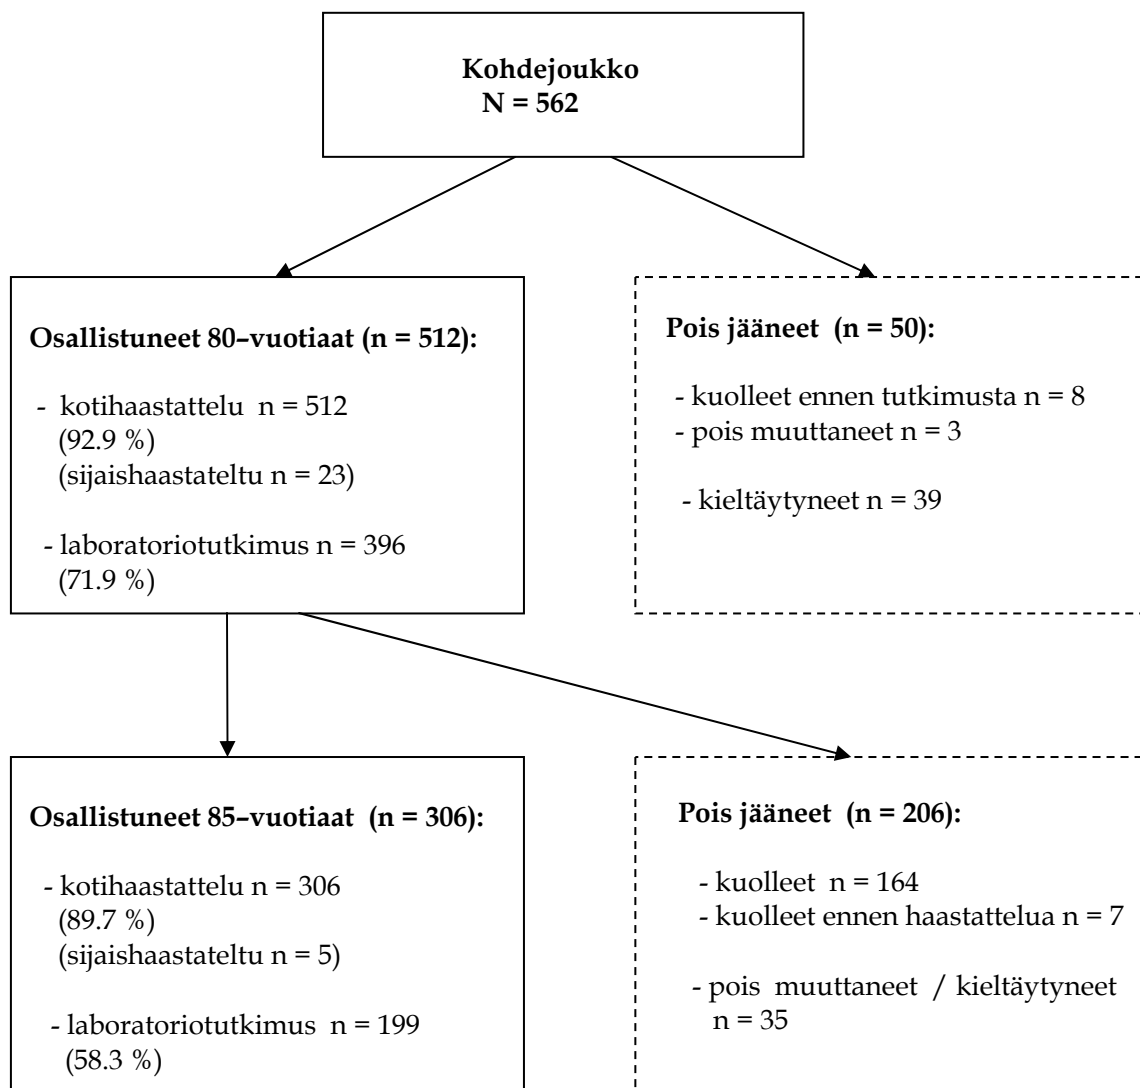 Kohdejoukko
N = 562
Osallistuneet 80–vuotiaat (n = 512):
- kotihaastattelu n = 512
(92.9 %)
(sijaishaastateltu n = 23)
- laboratoriotutkimus n = 396
(71.9 %)
Pois jääneet (n = 50):
- kuolleet ennen tutkimusta n = 8
- pois muuttaneet n = 3
- kieltäytyneet n = 39
Osallistuneet 85–vuotiaat (n = 306):
- kotihaastattelu n = 306
(89.7 %)
(sijaishaastateltu n = 5)
- laboratoriotutkimus n = 199
(58.3 %)
Pois jääneet (n = 206):
- kuolleet n = 164
- kuolleet ennen haastattelua n = 7
- pois muuttaneet / kieltäytyneet
n = 35